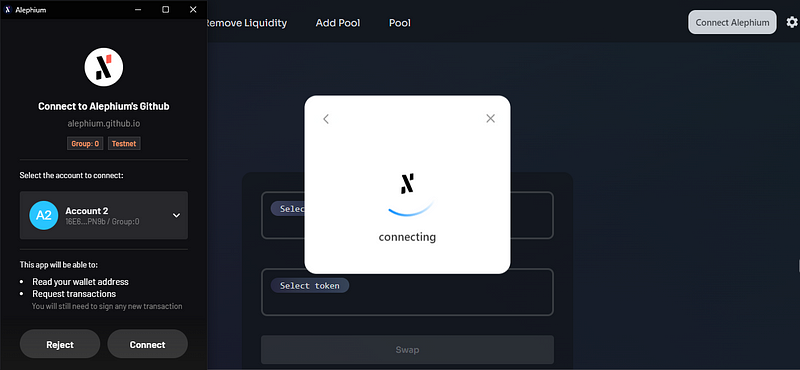 Alephium
Connect to Alephium's Github
alephium.github.io
Group: 0 Testnet
Select the account to connect:
A2
Account 2
16E6...PN9b / Group:0
This app will be able to:
• Read your wallet address
• Request transactions
You will still need to sign any new transaction
Reject Connect
Remove Liquidity Add Pool Pool
Connect Alephium
connecting
Select token
Swap